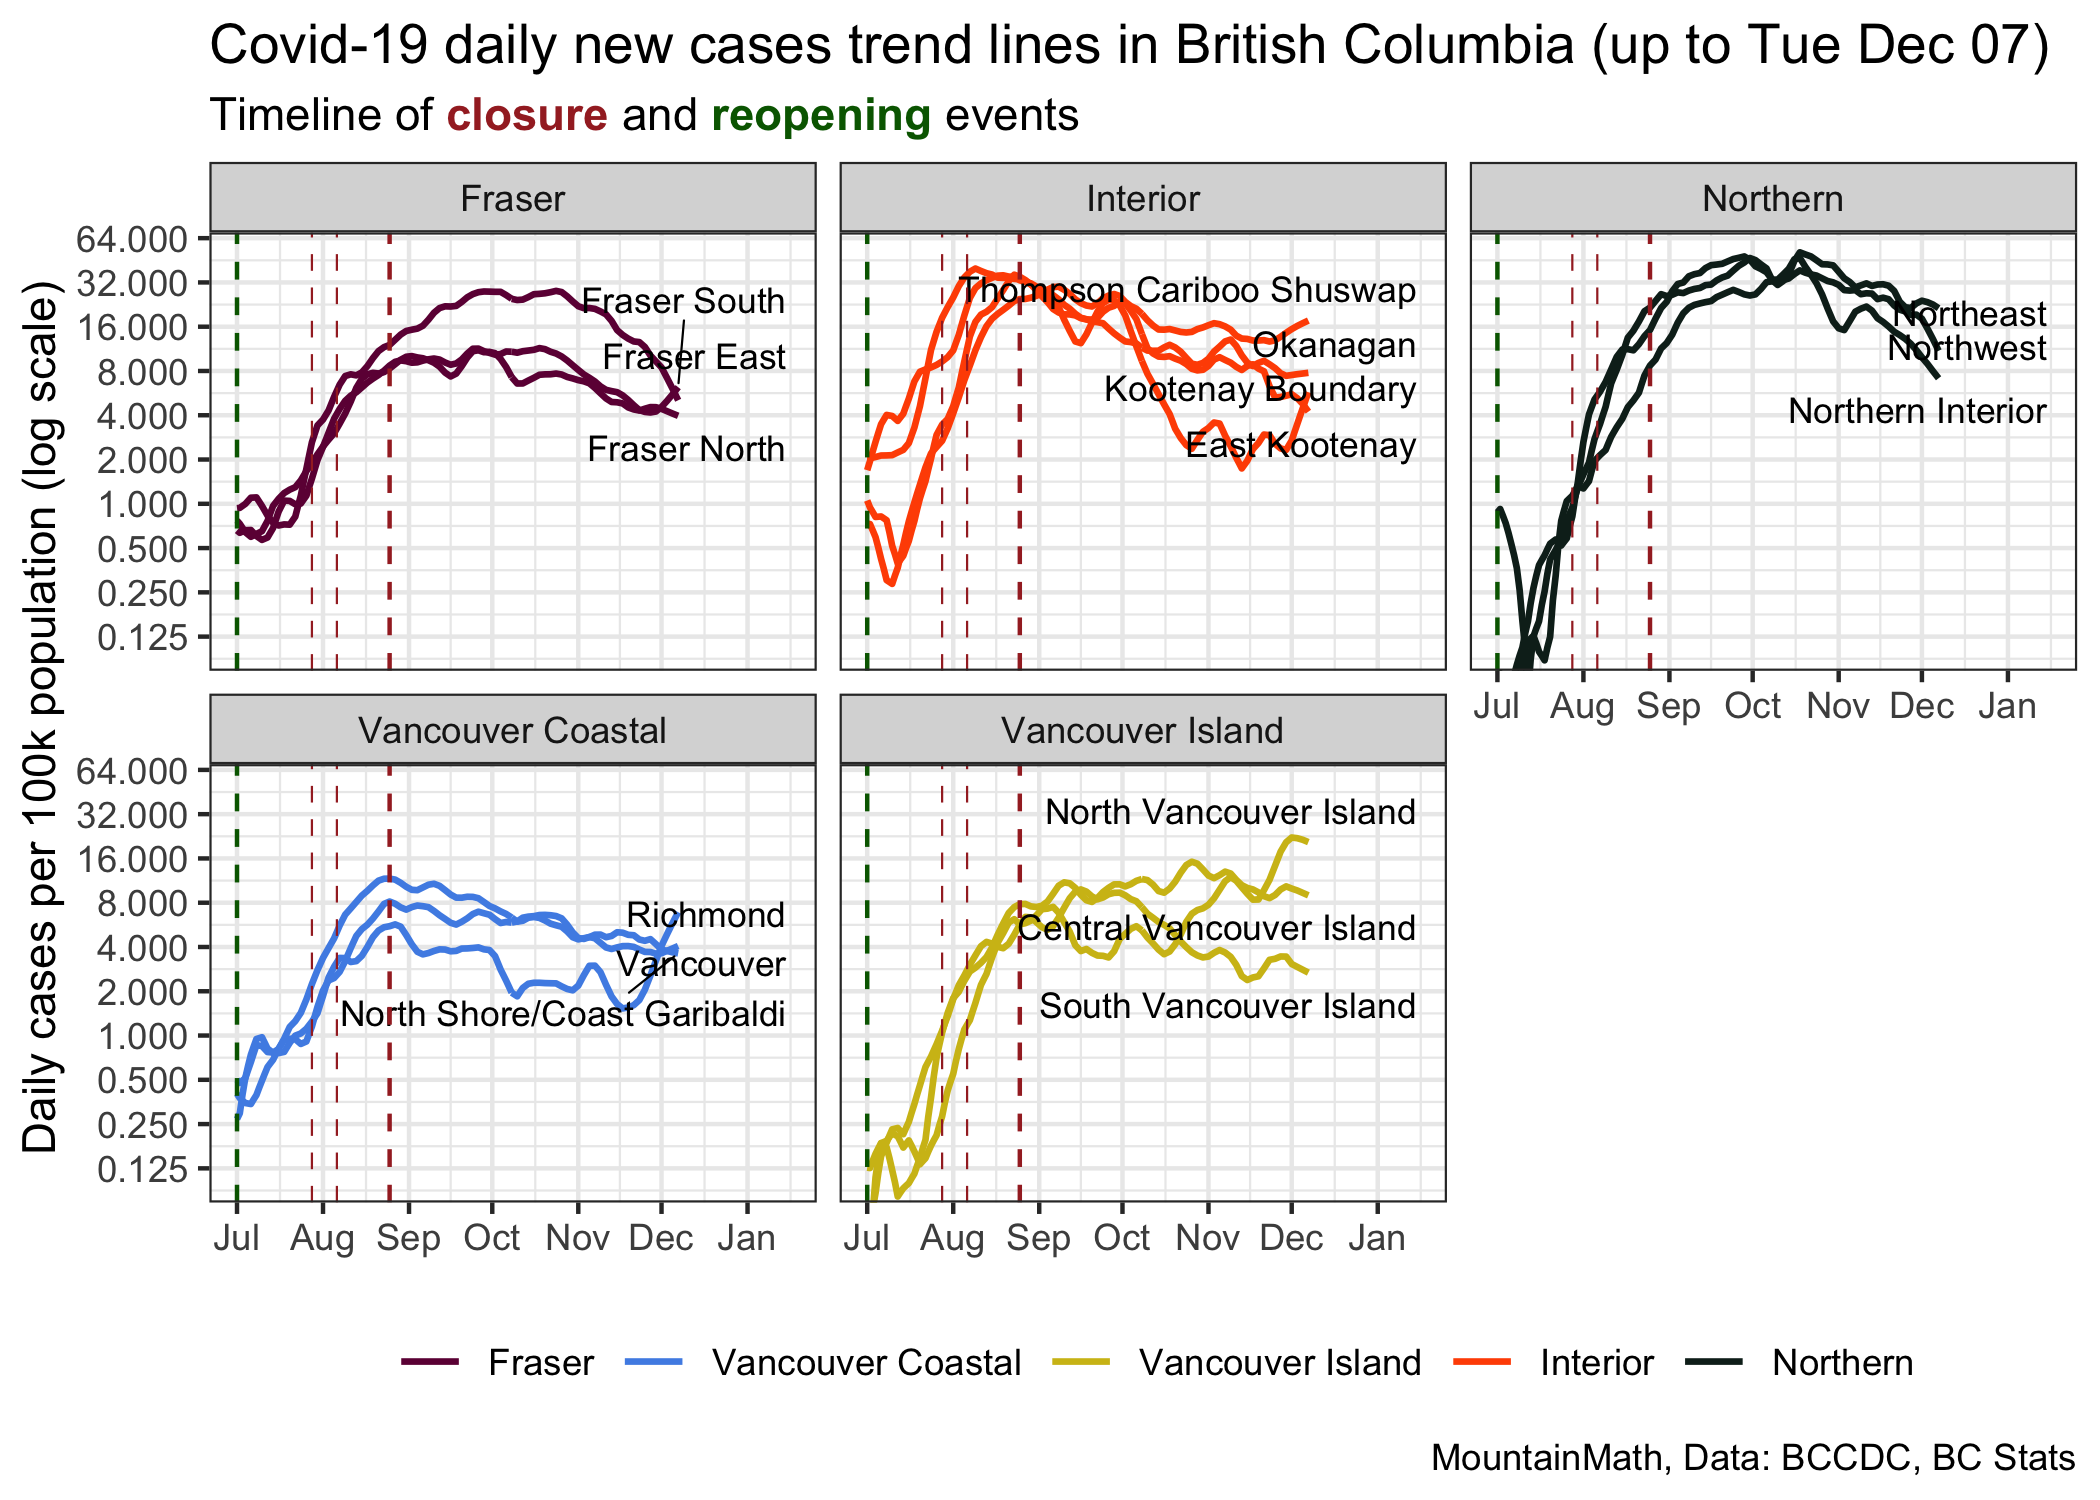 Covid-19 daily new cases trend lines in British Columbia (up to Tue Dec 07)
Timeline of closure and reopening events
Daily cases per 100k population (log scale)
Fraser
64.000
32.000
16.000
8.000
4.000
2.000
1.000
0.500
0.250
0.125
Fraser South
Fraser East
Fraser North
Interior
Thompson Cariboo Shuswap
Okanagan
Kootenay Boundary
East Kootenay
Northern
Northeast
Northwest
Northern Interior
Jul Aug Sep Oct Nov Dec Jan
Vancouver Coastal
64.000
32.000
16.000
8.000
4.000
2.000
1.000
0.500
0.250
0.125
Richmond
Vancouver
North Shore/Coast Garibaldi
Jul Aug Sep Oct Nov Dec Jan
Vancouver Island
North Vancouver Island
Central Vancouver Island
South Vancouver Island
Jul Aug Sep Oct Nov Dec Jan
Fraser Vancouver Coastal Vancouver Island Interior Northern
MountainMath, Data: BCCDC, BC Stats